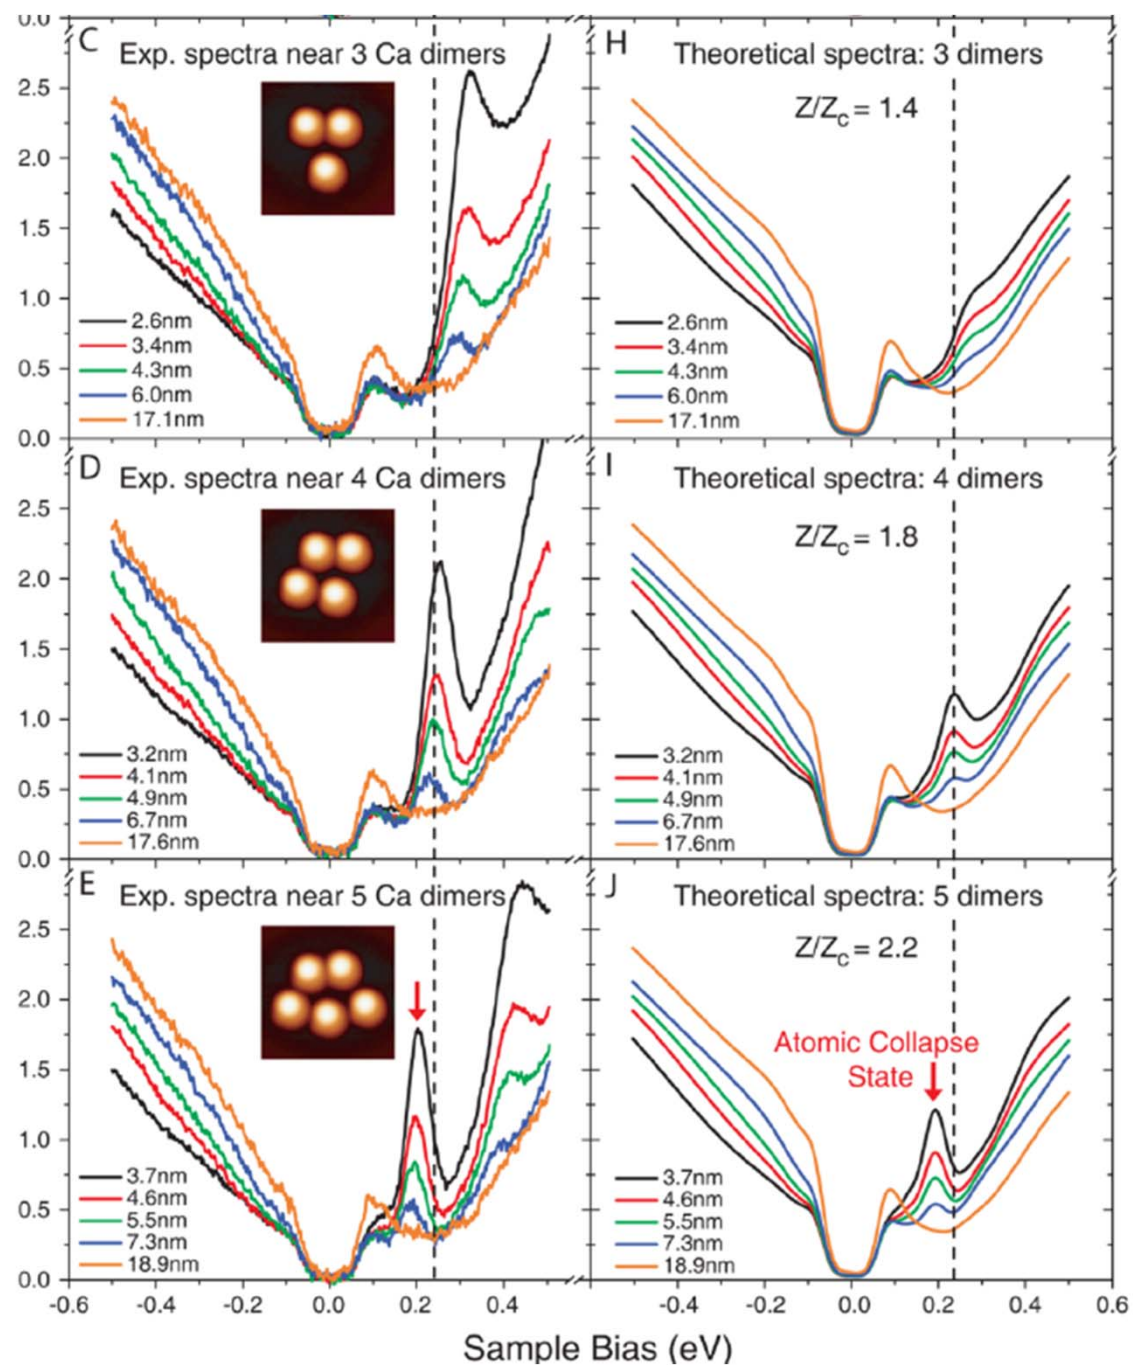 0.0
C
Exp. spectra near 3 Ca dimers
2.5
2.0
1.5
1.0
0.5
0.0
2.6nm
3.4nm
4.3nm
6.0nm
17.1nm
H
Theoretical spectra: 3 dimers
Z/Zc = 1.4
2.6nm
3.4nm
4.3nm
6.0nm
17.1nm
D
Exp. spectra near 4 Ca dimers
2.5
2.0
1.5
1.0
0.5
0.0
3.2nm
4.1nm
4.9nm
6.7nm
17.6nm
I
Theoretical spectra: 4 dimers
Z/Zc = 1.8
3.2nm
4.1nm
4.9nm
6.7nm
17.6nm
E
Exp. spectra near 5 Ca dimers
2.5
2.0
1.5
1.0
0.5
0.0
3.7nm
4.6nm
5.5nm
7.3nm
18.9nm
J
Theoretical spectra: 5 dimers
Z/Zc = 2.2
Atomic Collapse
State
3.7nm
4.6nm
5.5nm
7.3nm
18.9nm
-0.6 -0.4 -0.2 0.0 0.2 0.4 -0.4 -0.2 0.0 0.2 0.4 0.6
Sample Bias (eV)